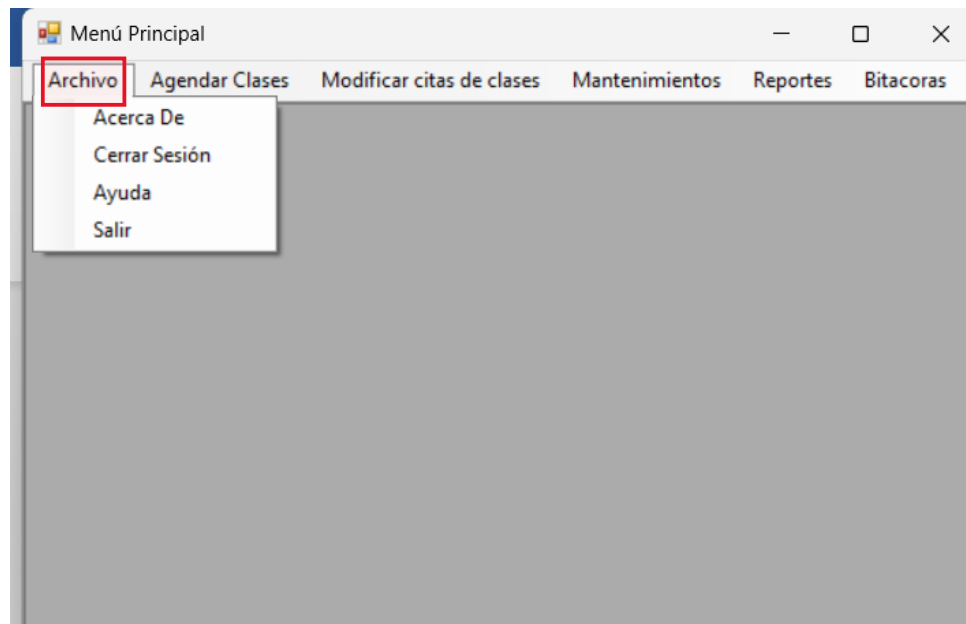 Menú Principal
Archivo Agendar Clases Modificar citas de clases Mantenimientos Reportes Bitacoras
Acerca De
Cerrar Sesión
Ayuda
Salir